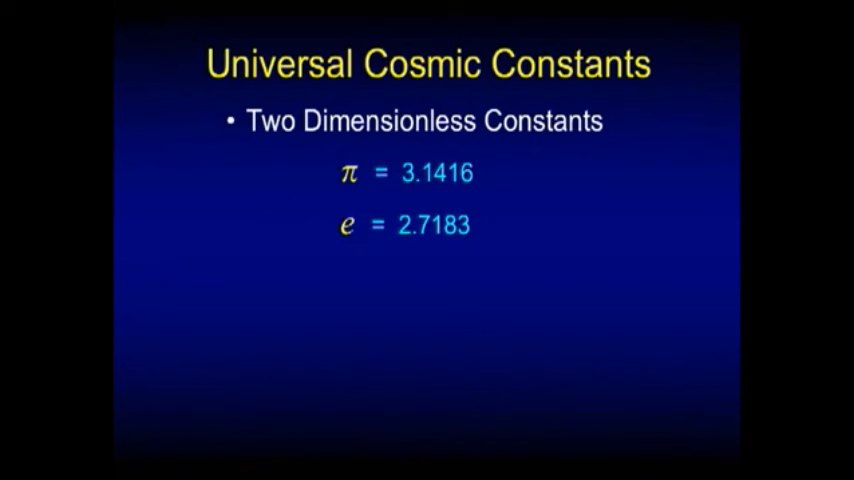 Universal Cosmic Constants
• Two Dimensionless Constants
π = 3.1416
e = 2.7183